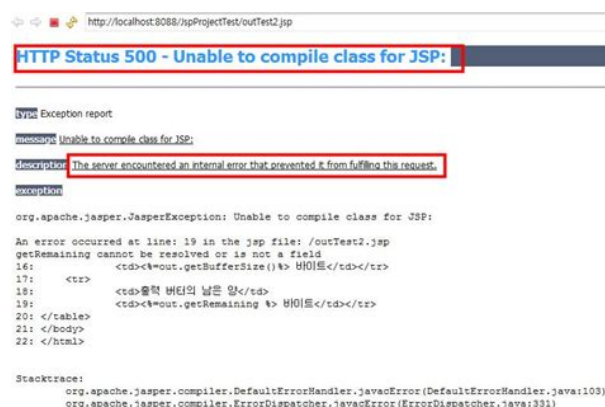 http://localhost:8088/JspProjectTest/outTest2.jsp
HTTP Status 500 - Unable to compile class for JSP:
type Exception report
message Unable to compile class for JSP:
description The server encountered an internal error that prevented it from fulfilling this request.
exception
org.apache.jasper.JasperException: Unable to compile class for JSP:
An error occurred at line: 19 in the jsp file: /outTest2.jsp
getRemaining cannot be resolved or is not a field
16: <td><%=out.getBufferSize()%> 바이트</td></tr>
17: <tr>
18: <td>출력 버터의 남은 양</td>
19: <td><%=out.getRemaining %> 바이트</td></tr>
20: </table>
21: </body>
22: </html>
Stacktrace:
org.apache.jasper.compiler.DefaultErrorHandler.javacError(DefaultErrorHandler.java:103)
org.apache.jasper.compiler.ErrorDispatcher.javacError(ErrorDispatcher.java:331)